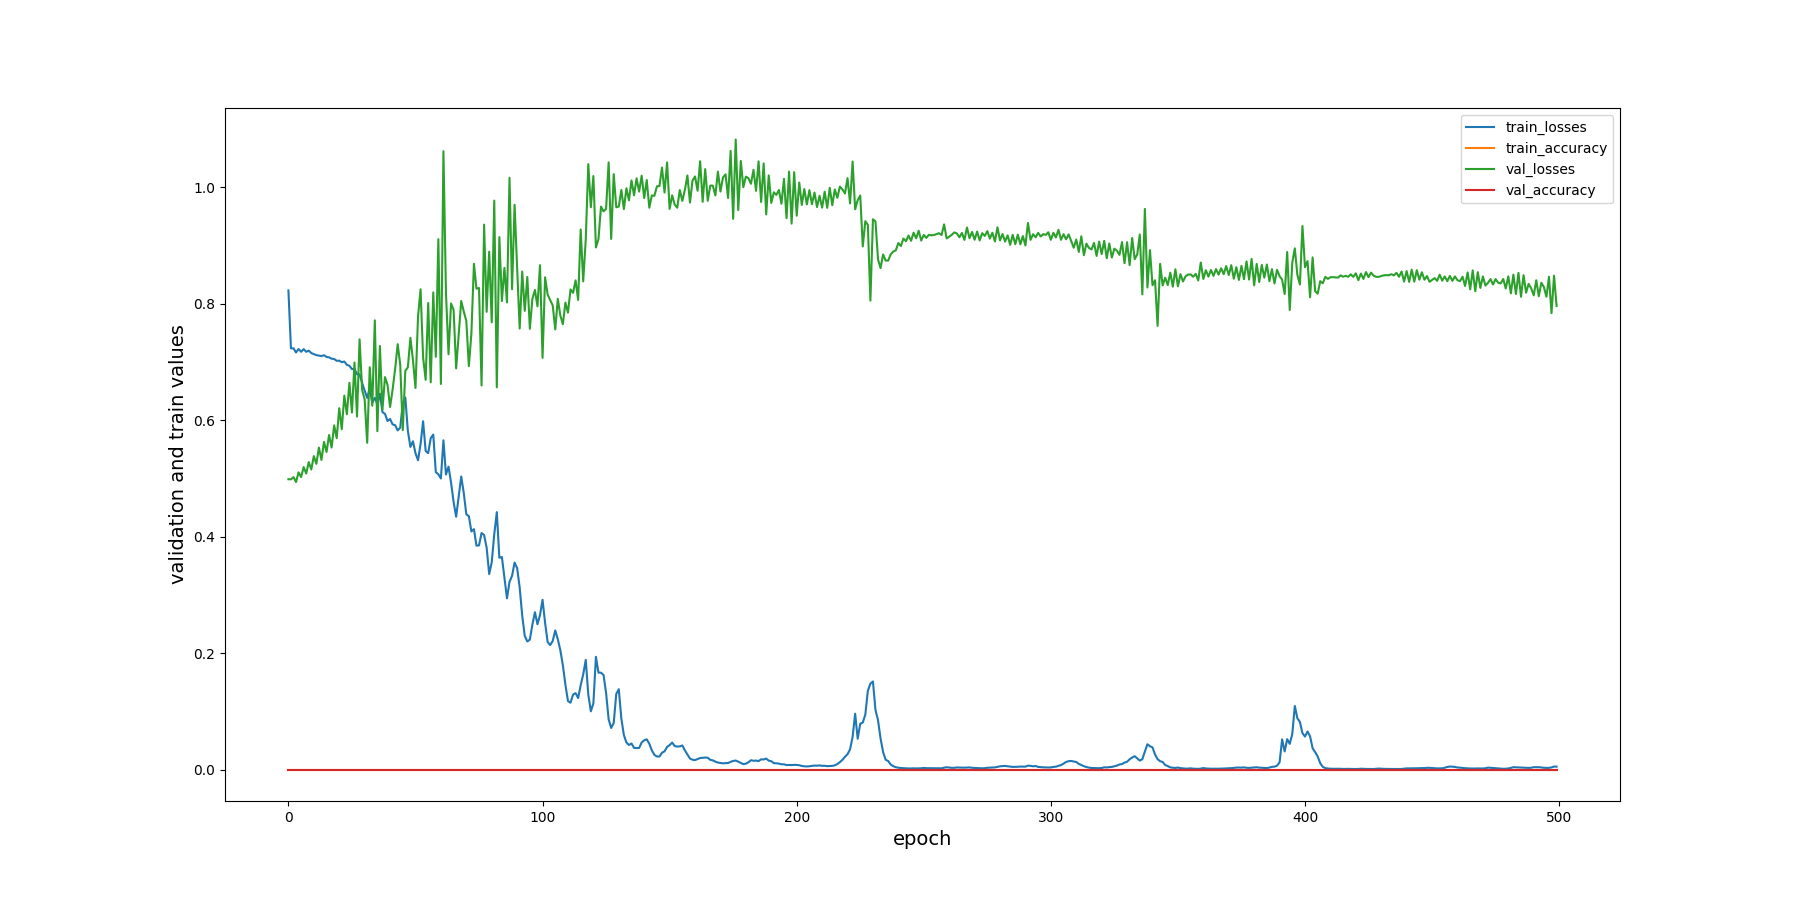 train_losses
train_accuracy
val_losses
val_accuracy
validation and train values
1.0
0.8
0.6
0.4
0.2
0.0
0 100 200 300 400 500
epoch